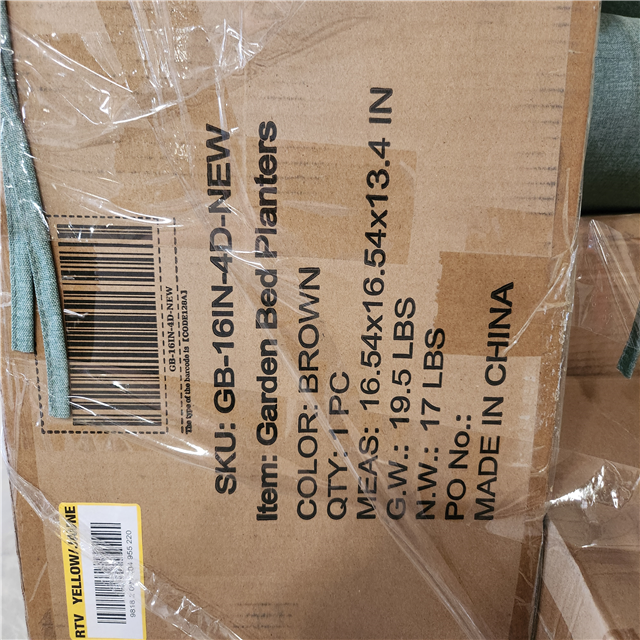 SKU: GB-16IN-4D-NEW
Item: Garden Bed Planters
COLOR: BROWN
QTY: 1 PC
MEAS: 16.54x16.54x13.4 IN
G.W.: 19.5 LBS
N.W.: 17 LBS
PO No.:
MADE IN CHINA
GB-16IN-4D-NEW
The type of the barcode is [CODE128A]
RTV YELLOW/